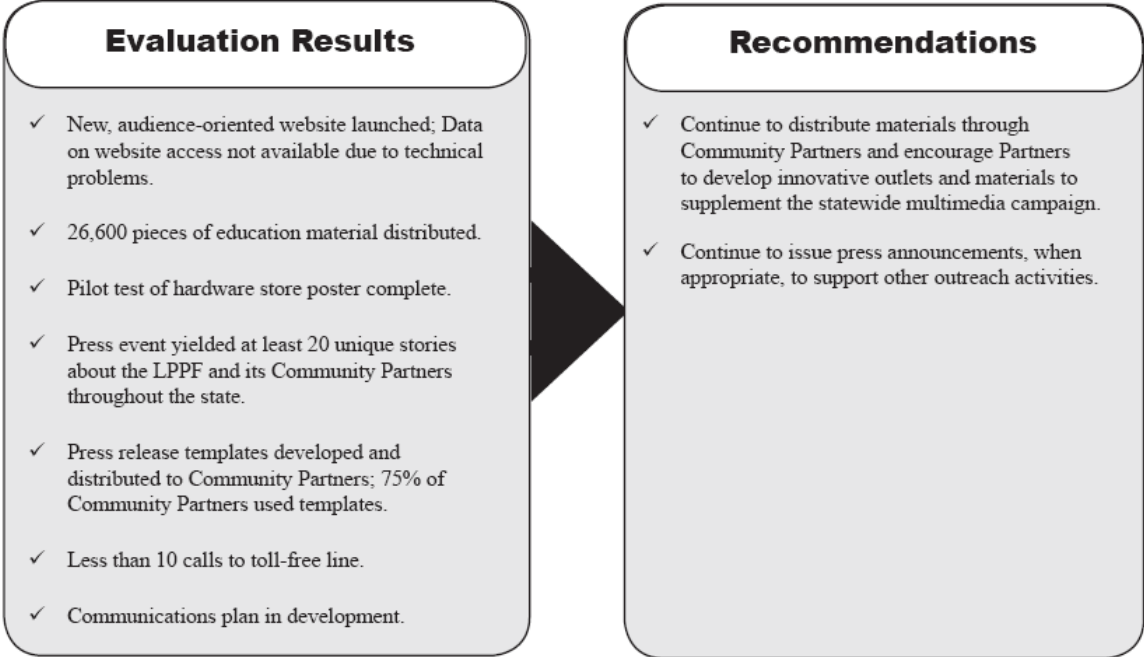 Evaluation Results
✓ New, audience-oriented website launched; Data
on website access not available due to technical
problems.
✓ 26,600 pieces of education material distributed.
✓ Pilot test of hardware store poster complete.
✓ Press event yielded at least 20 unique stories
about the LPPF and its Community Partners
throughout the state.
✓ Press release templates developed and
distributed to Community Partners; 75% of
Community Partners used templates.
✓ Less than 10 calls to toll-free line.
✓ Communications plan in development.
Recommendations
✓ Continue to distribute materials through
Community Partners and encourage Partners
to develop innovative outlets and materials to
supplement the statewide multimedia campaign.
✓ Continue to issue press announcements, when
appropriate, to support other outreach activities.